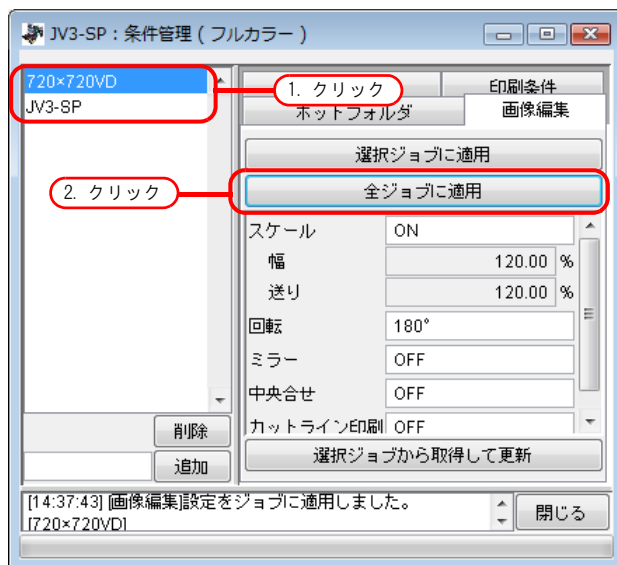 JV3-SP：条件管理 ( フルカラー )
720×720VD
JV3-SP
1. クリック
印刷条件
ホットフォルダ
画像編集
選択ジョブに適用
2. クリック
全ジョブに適用
スケール ON
幅 120.00 %
送り 120.00 %
回転 180°
ミラー OFF
中央合せ OFF
カットライン印刷 OFF
削除
選択ジョブから取得して更新
追加
[14:37:43] [画像編集]設定をジョブに適用しました。
[720×720VD]
閉じる